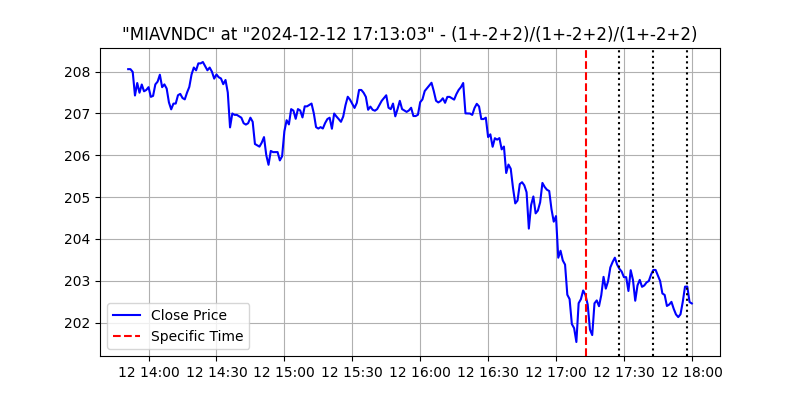 "MIAVNDC" at "2024-12-12 17:13:03" - (1+-2+2)/(1+-2+2)/(1+-2+2)
208
207
206
205
204
203
202
Close Price
Specific Time
12 14:00 12 14:30 12 15:00 12 15:30 12 16:00 12 16:30 12 17:00 12 17:30 12 18:00